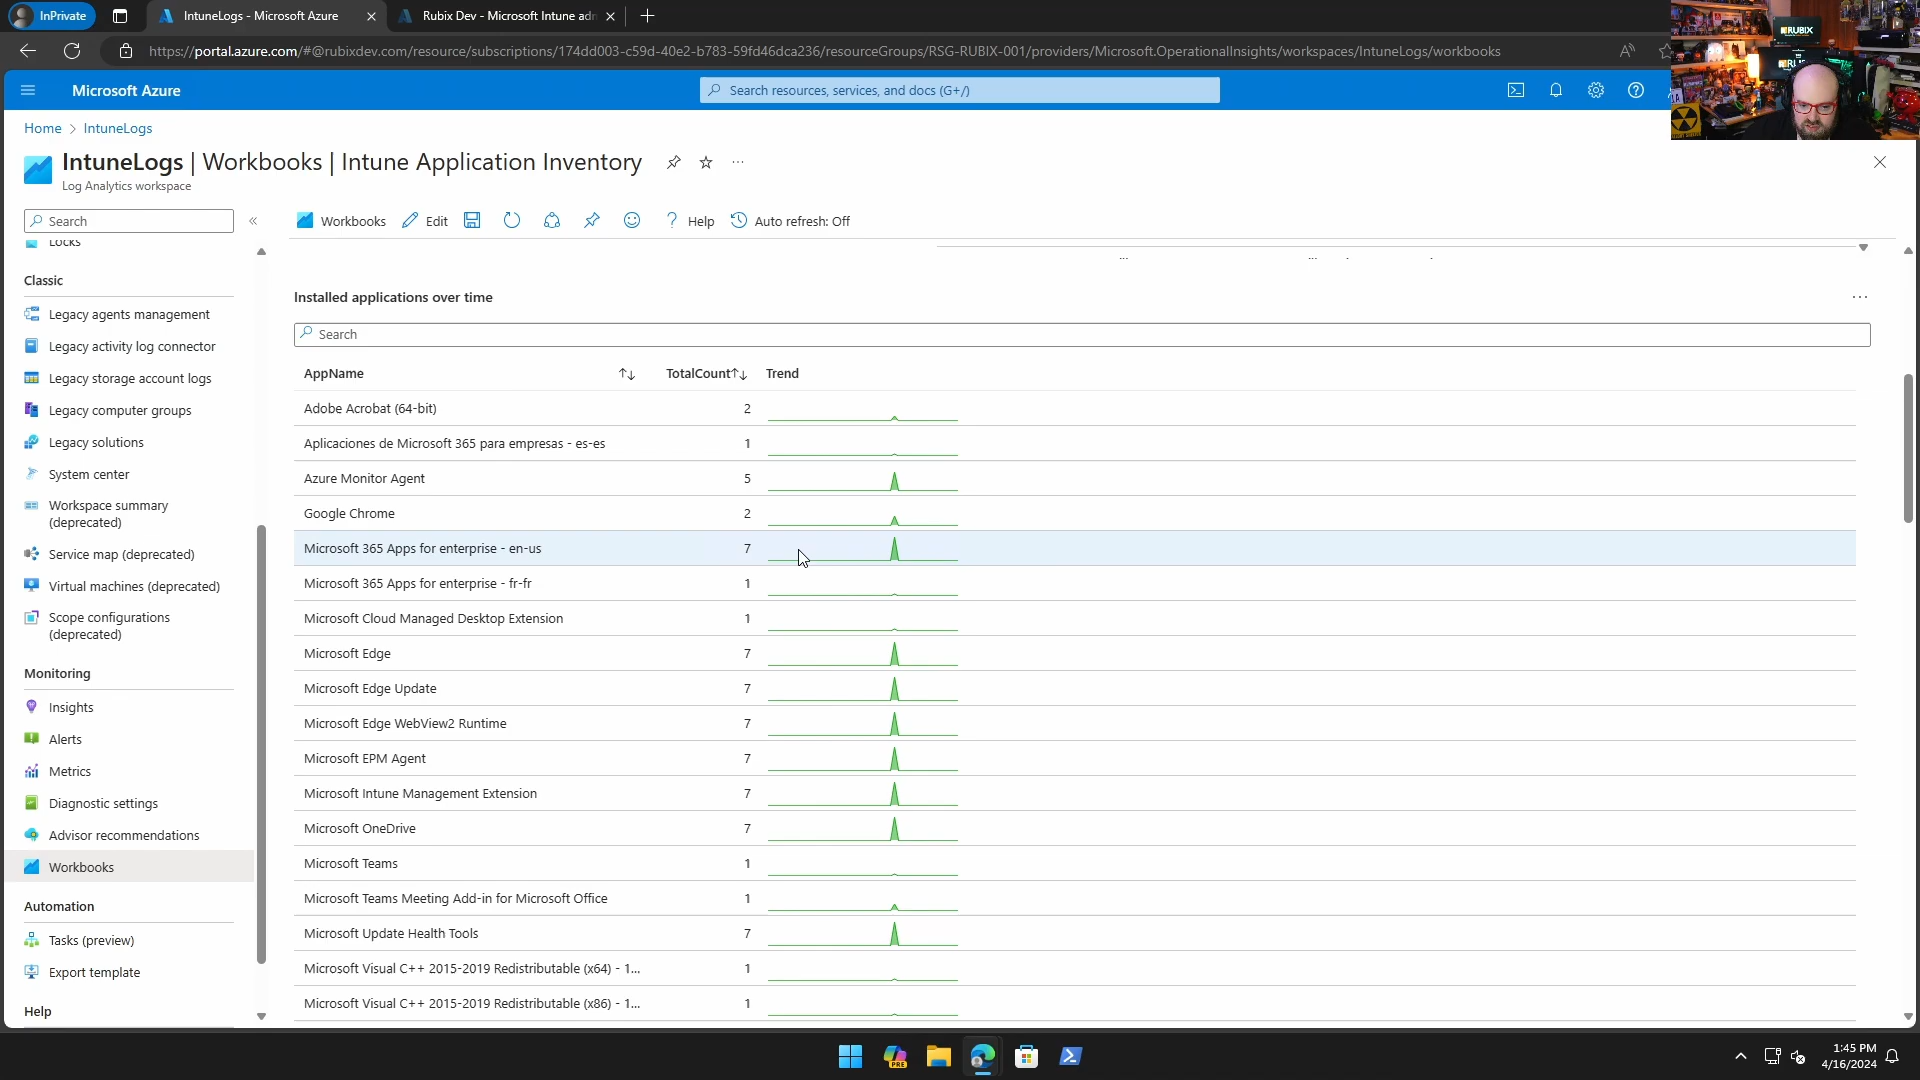 InPrivate
IntuneLogs - Microsoft Azure
Rubix Dev - Microsoft Intune adn
https://portal.azure.com/#@rubixdev.com/resource/subscriptions/174dd003-c59d-40e2-b783-59fd46dca236/resourceGroups/RSG-RUBIX-001/providers/Microsoft.OperationalInsights/workspaces/IntuneLogs/workbooks
RUBIX
Microsoft Azure
Search resources, services, and docs (G+/)
Home > IntuneLogs
IntuneLogs | Workbooks | Intune Application Inventory
Log Analytics workspace
Search
Workbooks Edit Help Auto refresh: Off
Locks
Classic
Legacy agents management
Legacy activity log connector
Legacy storage account logs
Legacy computer groups
Legacy solutions
System center
Workspace summary
(deprecated)
Service map (deprecated)
Virtual machines (deprecated)
Scope configurations
(deprecated)
Monitoring
Insights
Alerts
Metrics
Diagnostic settings
Advisor recommendations
Workbooks
Automation
Tasks (preview)
Export template
Help
Installed applications over time
Search
AppName TotalCount Trend
Adobe Acrobat (64-bit) 2
Aplicaciones de Microsoft 365 para empresas - es-es 1
Azure Monitor Agent 5
Google Chrome 2
Microsoft 365 Apps for enterprise - en-us 7
Microsoft 365 Apps for enterprise - fr-fr 1
Microsoft Cloud Managed Desktop Extension 1
Microsoft Edge 7
Microsoft Edge Update 7
Microsoft Edge WebView2 Runtime 7
Microsoft EPM Agent 7
Microsoft Intune Management Extension 7
Microsoft OneDrive 7
Microsoft Teams 1
Microsoft Teams Meeting Add-in for Microsoft Office 1
Microsoft Update Health Tools 7
Microsoft Visual C++ 2015-2019 Redistributable (x64) - 1... 1
Microsoft Visual C++ 2015-2019 Redistributable (x86) - 1... 1
PRE
1:45 PM
4/16/2024